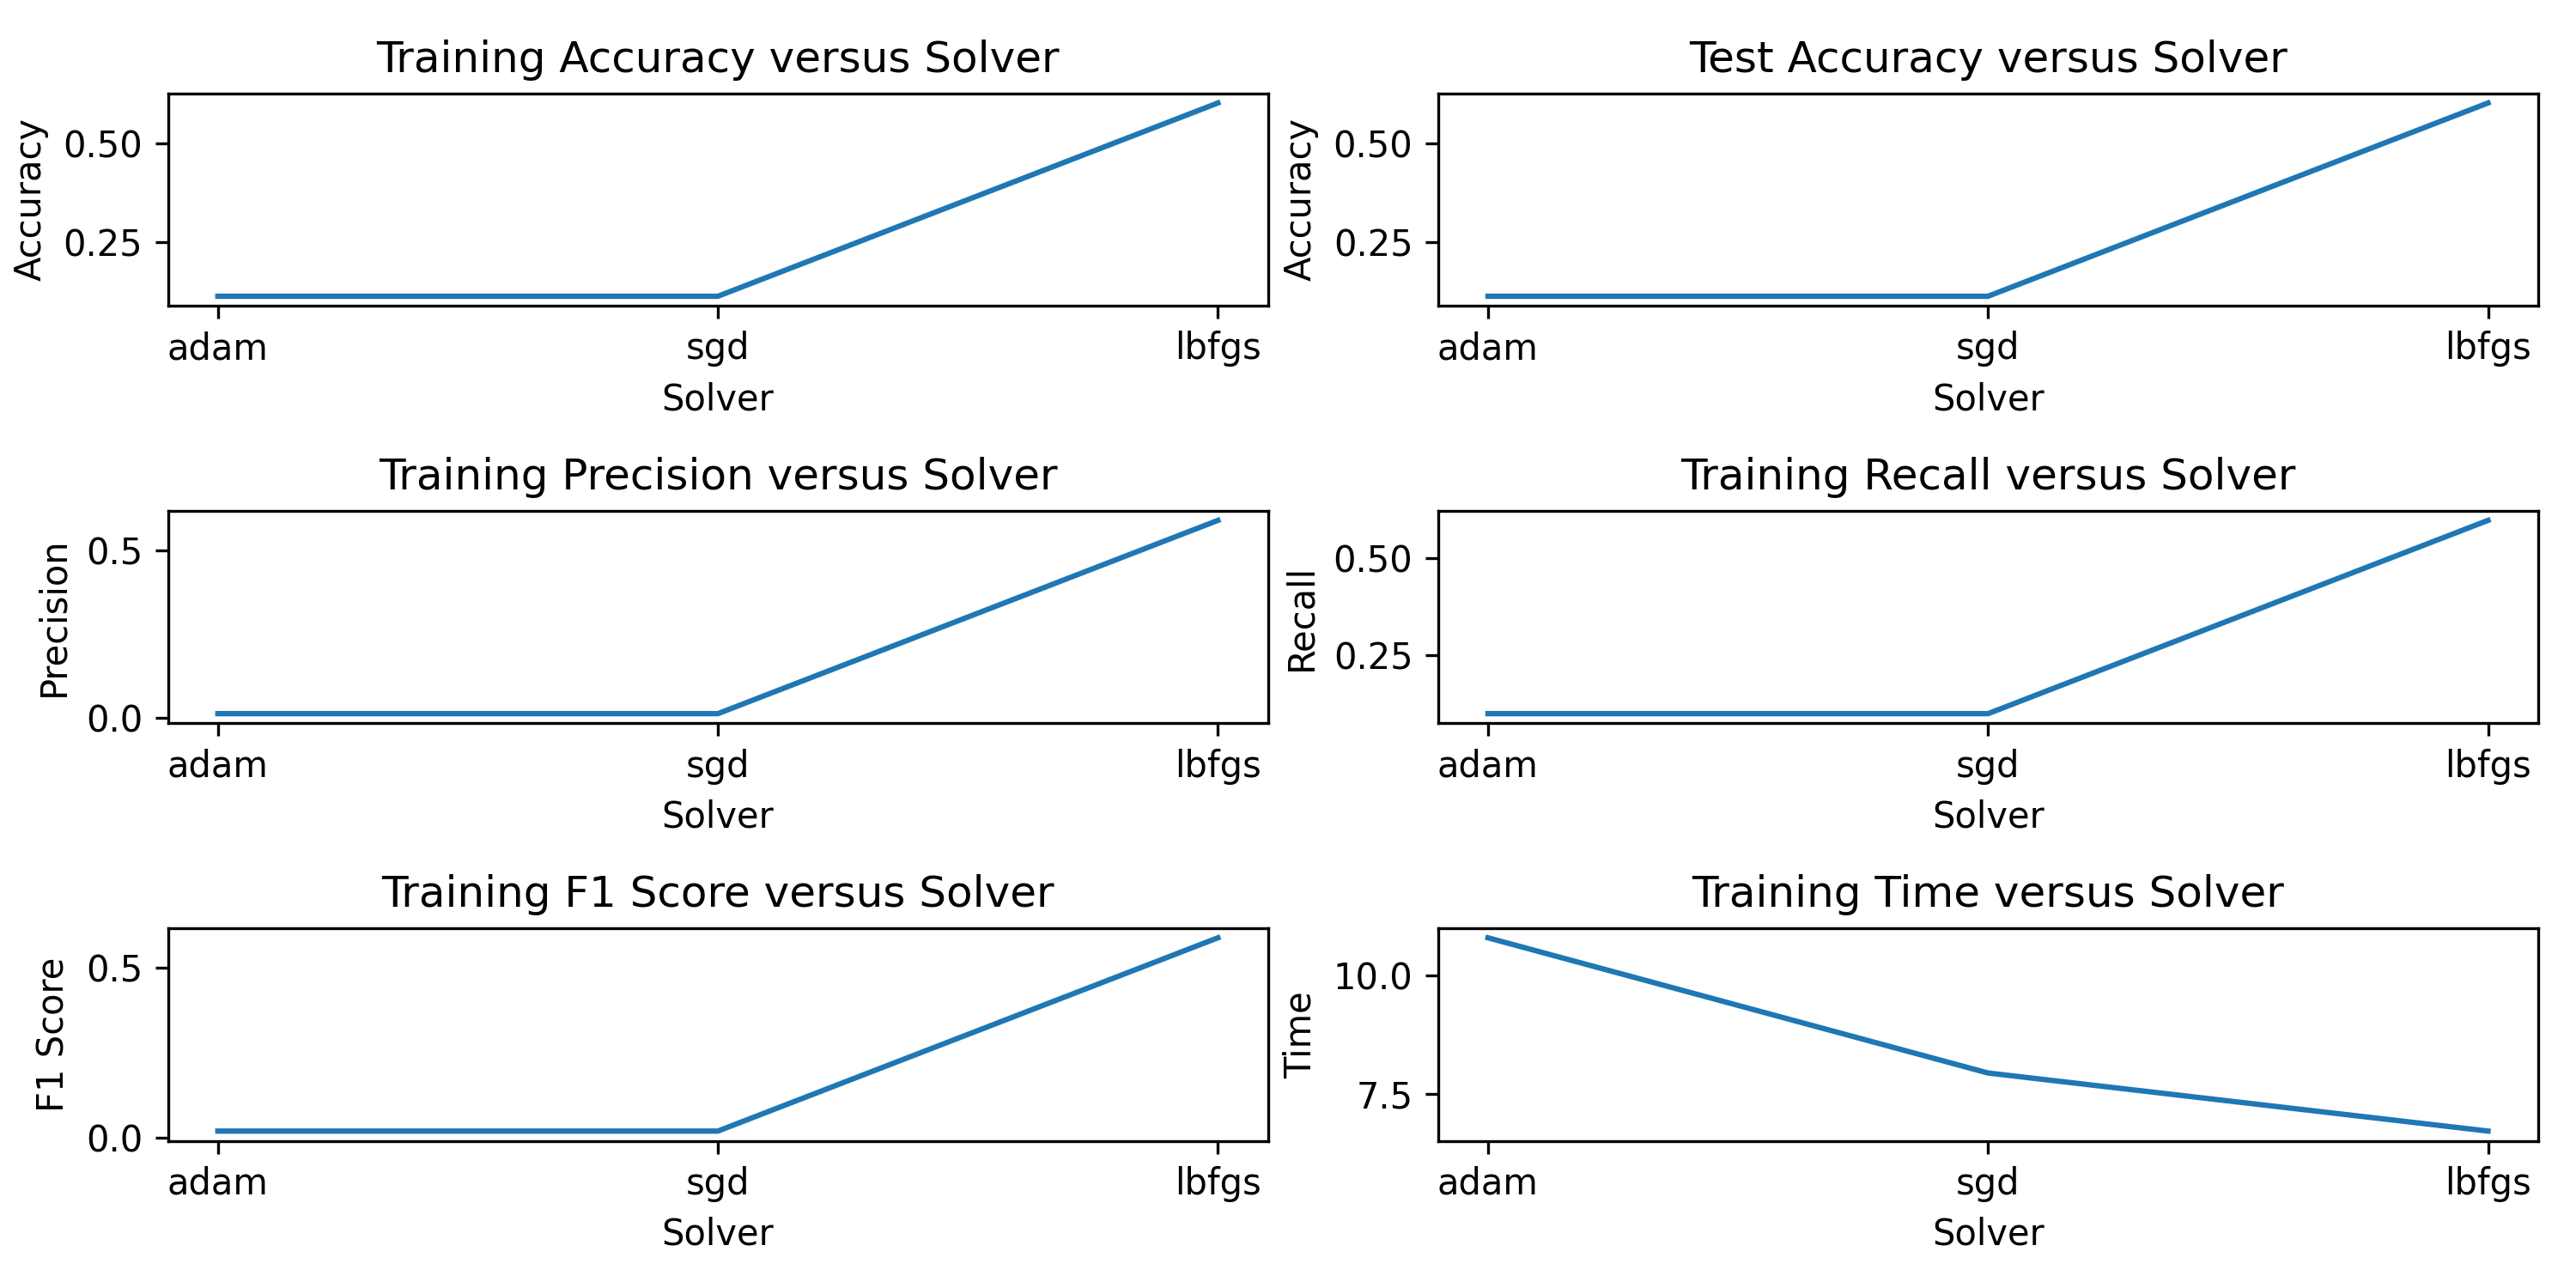 Training Accuracy versus Solver
Accuracy
0.50
0.25
adam sgd lbfgs
Solver
Test Accuracy versus Solver
Accuracy
0.50
0.25
adam sgd lbfgs
Solver
Training Precision versus Solver
Precision
0.5
0.0
adam sgd lbfgs
Solver
Training Recall versus Solver
Recall
0.50
0.25
adam sgd lbfgs
Solver
Training F1 Score versus Solver
F1 Score
0.5
0.0
adam sgd lbfgs
Solver
Training Time versus Solver
Time
10.0
7.5
adam sgd lbfgs
Solver